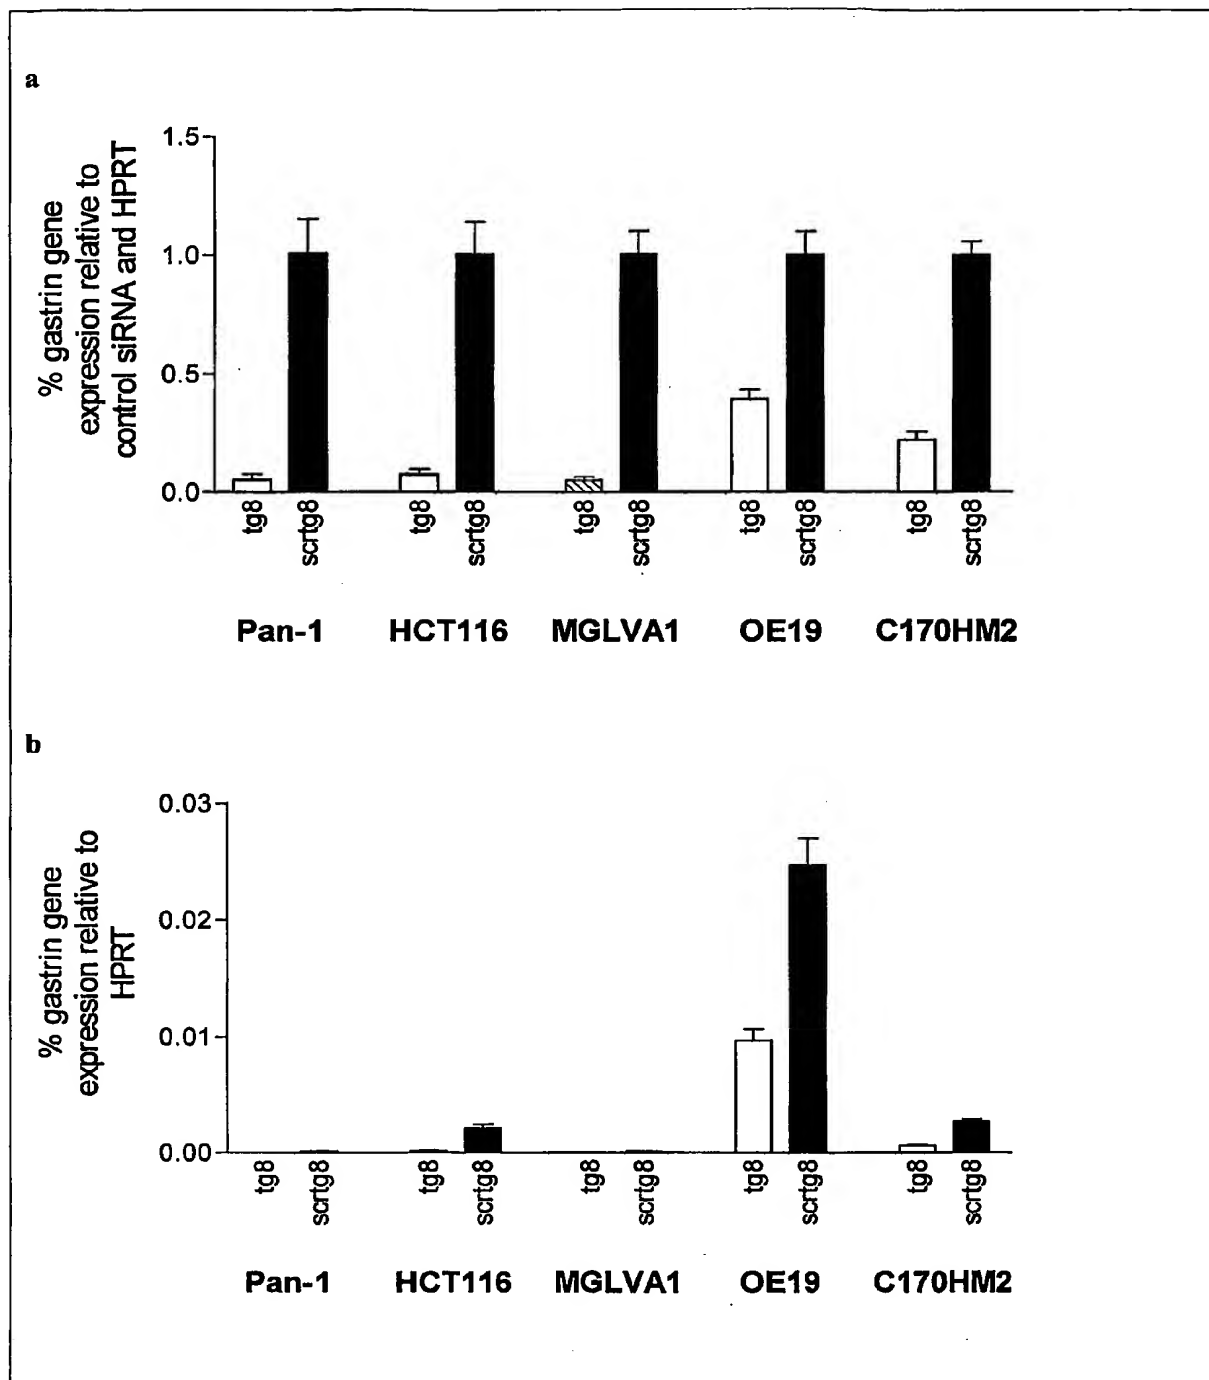 a
% gastrin gene
expression relative to
control siRNA and HPRT
1.5
1.0
0.5
0.0
tg8 scrtg8 tg8 scrtg8 tg8 scrtg8 tg8 scrtg8 tg8 scrtg8
Pan-1 HCT116 MGLVA1 OE19 C170HM2
b
% gastrin gene
expression relative to
HPRT
0.03
0.02
0.01
0.00
tg8 scrtg8 tg8 scrtg8 tg8 scrtg8 tg8 scrtg8 tg8 scrtg8
Pan-1 HCT116 MGLVA1 OE19 C170HM2